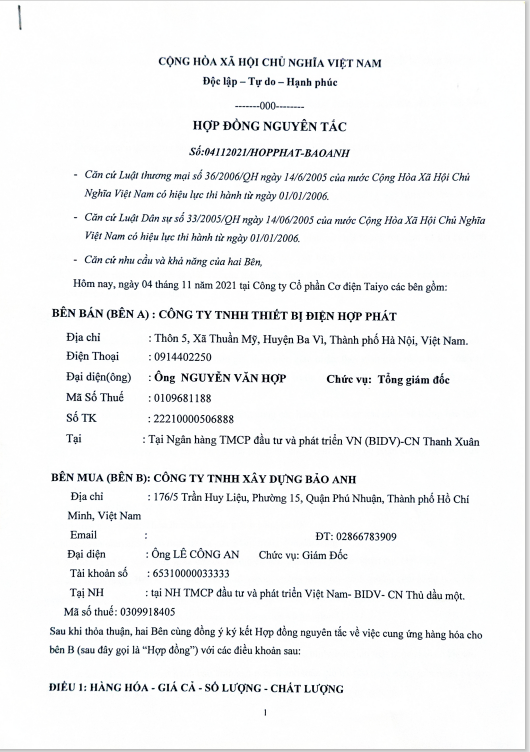 CỘNG HÒA XÃ HỘI CHỦ NGHĨA VIỆT NAM
Độc lập – Tự do – Hạnh phúc
-------000--------
HỢP ĐỒNG NGUYÊN TẮC
Số:04112021/HOPPHAT-BAOANH
- Căn cứ Luật thương mại số 36/2006/QH ngày 14/6/2005 của nước Cộng Hòa Xã Hội Chủ
Nghĩa Việt Nam có hiệu lực thi hành từ ngày 01/01/2006.
- Căn cứ Luật Dân sự số 33/2005/QH ngày 14/06/2005 của nước Cộng Hòa Xã Hội Chủ Nghĩa
Việt Nam có hiệu lực thi hành từ ngày 01/01/2006.
- Căn cứ nhu cầu và khả năng của hai Bên,
Hôm nay, ngày 04 tháng 11 năm 2021 tại Công ty Cổ phần Cơ điện Taiyo các bên gồm:
BÊN BÁN (BÊN A) : CÔNG TY TNHH THIẾT BỊ ĐIỆN HỢP PHÁT
Địa chỉ : Thôn 5, Xã Thuần Mỹ, Huyện Ba Vì, Thành phố Hà Nội, Việt Nam.
Điện Thoại : 0914402250
Đại diện(ông) : Ông NGUYỄN VĂN HỢP Chức vụ: Tổng giám đốc
Mã Số Thuế : 0109681188
Số TK : 22210000506888
Tại : Tại Ngân hàng TMCP đầu tư và phát triển VN (BIDV)-CN Thanh Xuân
BÊN MUA (BÊN B): CÔNG TY TNHH XÂY DỰNG BẢO ANH
Địa chỉ : 176/5 Trần Huy Liệu, Phường 15, Quận Phú Nhuận, Thành phố Hồ Chí
Minh, Việt Nam
Email : ĐT: 02866783909
Đại diện : Ông LÊ CÔNG AN Chức vụ: Giám Đốc
Tài khoản số : 65310000033333
Tạị NH : tại NH TMCP đầu tư và phát triển Việt Nam- BIDV- CN Thủ dầu một.
Mã số thuế: 0309918405
Sau khi thỏa thuận, hai Bên cùng đồng ý ký kết Hợp đồng nguyên tắc về việc cung ứng hàng hóa cho
bên B (sau đây gọi là “Hợp đồng”) với các điều khoản sau:
ĐIỀU 1: HÀNG HÓA - GIÁ CẢ - SỐ LƯỢNG - CHẤT LƯỢNG
1